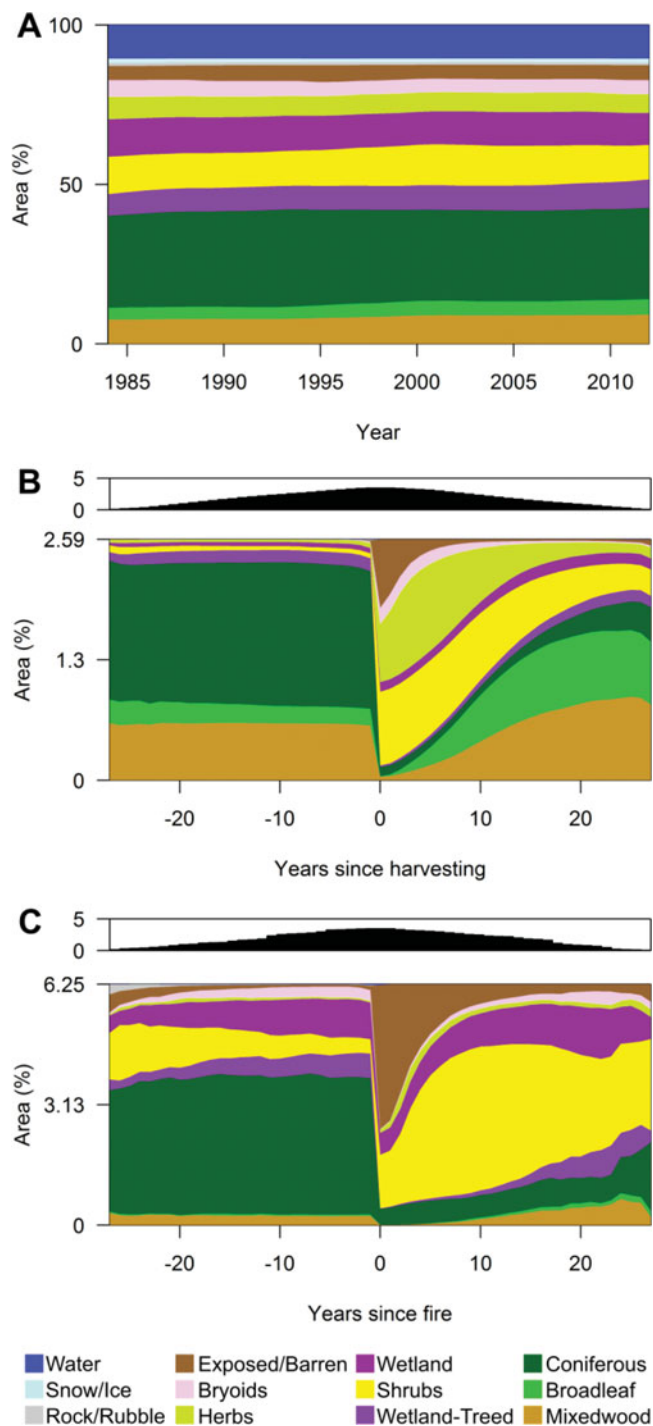 A
100
50
0
Area (%)
1985 1990 1995 2000 2005 2010
Year
B
5
0
2.59
1.3
0
Area (%)
-20 -10 0 10 20
Years since harvesting
C
5
0
6.25
3.13
0
Area (%)
-20 -10 0 10 20
Years since fire
Water Exposed/Barren Wetland Coniferous
Snow/Ice Bryoids Shrubs Broadleaf
Rock/Rubble Herbs Wetland-Treed Mixedwood